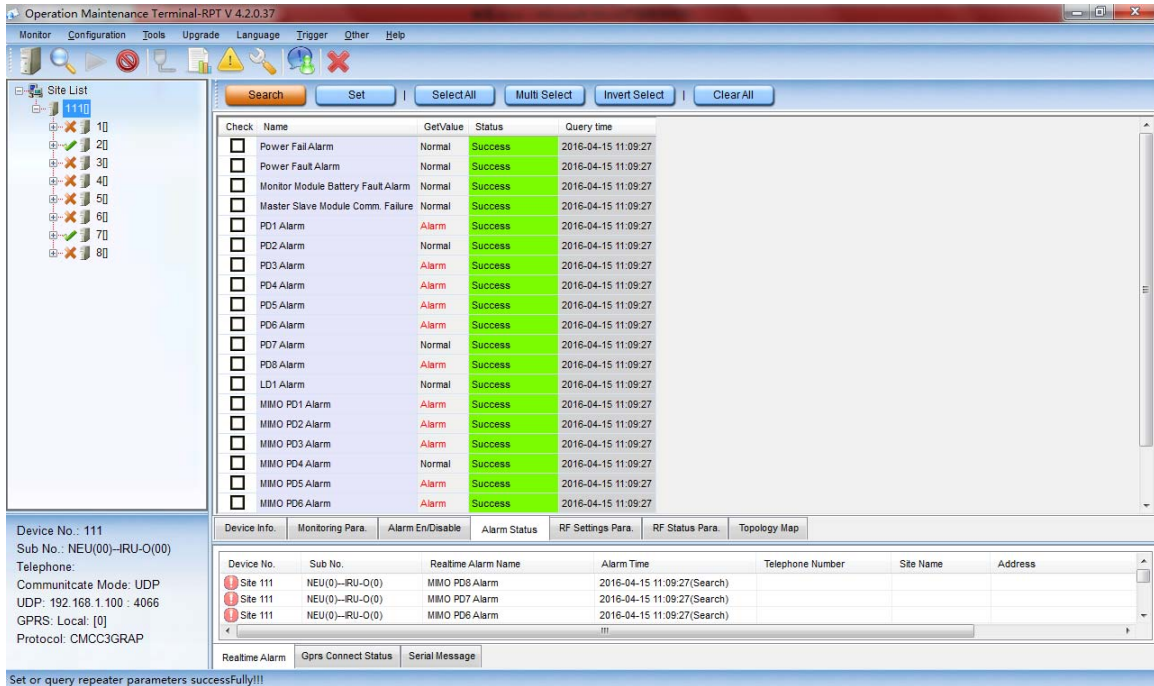 Operation Maintenance Terminal-RPT V 4.2.0.37
Monitor Configuration Tools Upgrade Language Trigger Other Help
Site List
111[]
1[]
2[]
3[]
4[]
5[]
6[]
7[]
8[]
Search Set | Select All Multi Select Invert Select | Clear All
Check Name GetValue Status Query time
Power Fail Alarm Normal Success 2016-04-15 11:09:27
Power Fault Alarm Normal Success 2016-04-15 11:09:27
Monitor Module Battery Fault Alarm Normal Success 2016-04-15 11:09:27
Master Slave Module Comm. Failure Normal Success 2016-04-15 11:09:27
PD1 Alarm Alarm Success 2016-04-15 11:09:27
PD2 Alarm Normal Success 2016-04-15 11:09:27
PD3 Alarm Alarm Success 2016-04-15 11:09:27
PD4 Alarm Alarm Success 2016-04-15 11:09:27
PD5 Alarm Alarm Success 2016-04-15 11:09:27
PD6 Alarm Alarm Success 2016-04-15 11:09:27
PD7 Alarm Normal Success 2016-04-15 11:09:27
PD8 Alarm Alarm Success 2016-04-15 11:09:27
LD1 Alarm Normal Success 2016-04-15 11:09:27
MIMO PD1 Alarm Alarm Success 2016-04-15 11:09:27
MIMO PD2 Alarm Alarm Success 2016-04-15 11:09:27
MIMO PD3 Alarm Alarm Success 2016-04-15 11:09:27
MIMO PD4 Alarm Normal Success 2016-04-15 11:09:27
MIMO PD5 Alarm Alarm Success 2016-04-15 11:09:27
MIMO PD6 Alarm Alarm Success 2016-04-15 11:09:27
Device Info. Monitoring Para. Alarm En/Disable Alarm Status RF Settings Para. RF Status Para. Topology Map
Device No.: 111
Sub No.: NEU(00)--IRU-O(00)
Telephone:
Communitcate Mode: UDP
UDP: 192.168.1.100 : 4066
GPRS: Local: [0]
Protocol: CMCC3GRAP
Device No. Sub No. Realtime Alarm Name Alarm Time Telephone Number Site Name Address
Site 111 NEU(0)--IRU-O(0) MIMO PD8 Alarm 2016-04-15 11:09:27(Search)
Site 111 NEU(0)--IRU-O(0) MIMO PD7 Alarm 2016-04-15 11:09:27(Search)
Site 111 NEU(0)--IRU-O(0) MIMO PD6 Alarm 2016-04-15 11:09:27(Search)
Realtime Alarm Gprs Connect Status Serial Message
Set or query repeater parameters succesFully!!!